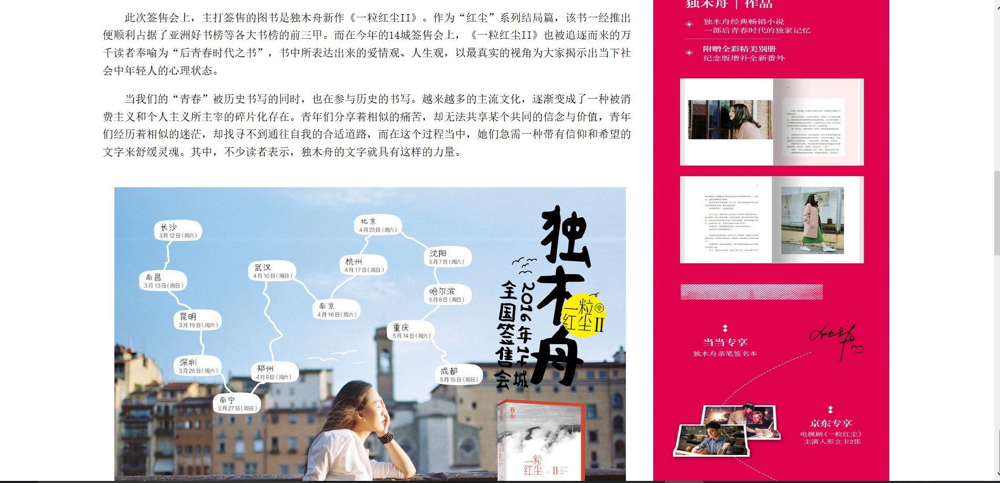 此次签售会上，主打签售的图书是独木舟新作《一粒红尘II》。作为“红尘”系列结局篇，该书一经推出
便顺利占据了亚洲好书榜等各大书榜的前三甲。而在今年的14城签售会上，《一粒红尘II》也被追逐而来的万
千读者奉喻为“后青春时代之书”，书中所表达出来的爱情观、人生观，以最真实的视角为大家揭示出当下社
会中年轻人的心理状态。
当我们的“青春”被历史书写的同时，也在参与历史的书写。越来越多的主流文化，逐渐变成了一种被消
费主义和个人主义所主宰的碎片化存在。青年们分享着相似的痛苦，却无法共享某个共同的信念与价值，青年
们经历着相似的迷茫，却找寻不到通往自我的合适道路，而在这个过程当中，她们急需一种带有信仰和希望的
文字来舒缓灵魂。其中，不少读者表示，独木舟的文字就具有这样的力量。
长沙
3月12日(周六)
南昌
3月13日(周日)
昆明
3月19日(周六)
深圳
3月26日(周六)
南宁
3月27日(周日)
郑州
4月9日(周六)
武汉
4月10日(周日)
南京
4月16日(周六)
杭州
4月17日(周日)
北京
4月23日(周六)
沈阳
5月7日(周六)
哈尔滨
5月8日(周日)
重庆
5月14日(周六)
成都
5月15日(周日)
独木舟
一粒
红尘II
2016年14城
全国签售会
一粒
红尘 II
一粒红尘 II
独木舟 | 作品
独木舟经典畅销小说
一部后青春时代的独家记忆
附赠全彩精美别册
纪念版增补全新番外
当当专享
独木舟亲笔签名本
一粒红尘
一粒红尘
京东专享
电视剧《一粒红尘》
主演人形立卡2张